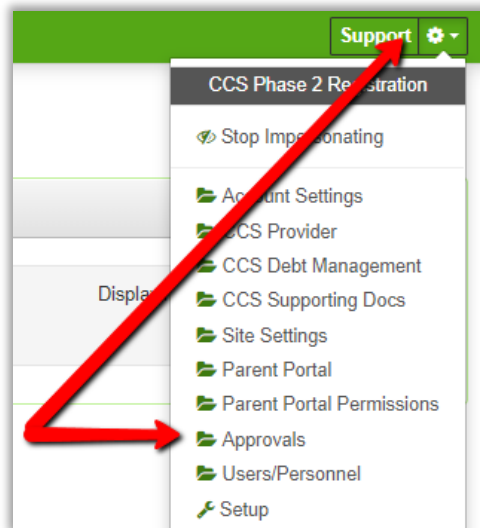 Support
CCS Phase 2 Registration
Stop Impersonating
Account Settings
CCS Provider
CCS Debt Management
Displa
CCS Supporting Docs
Site Settings
Parent Portal
Parent Portal Permissions
Approvals
Users/Personnel
Setup